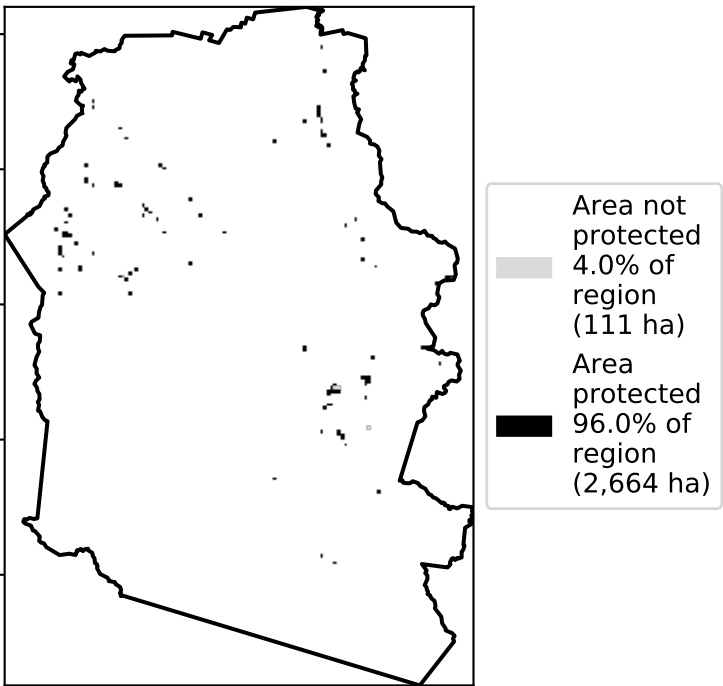 Area not
protected
4.0% of
region
(111 ha)
Area
protected
96.0% of
region
(2,664 ha)